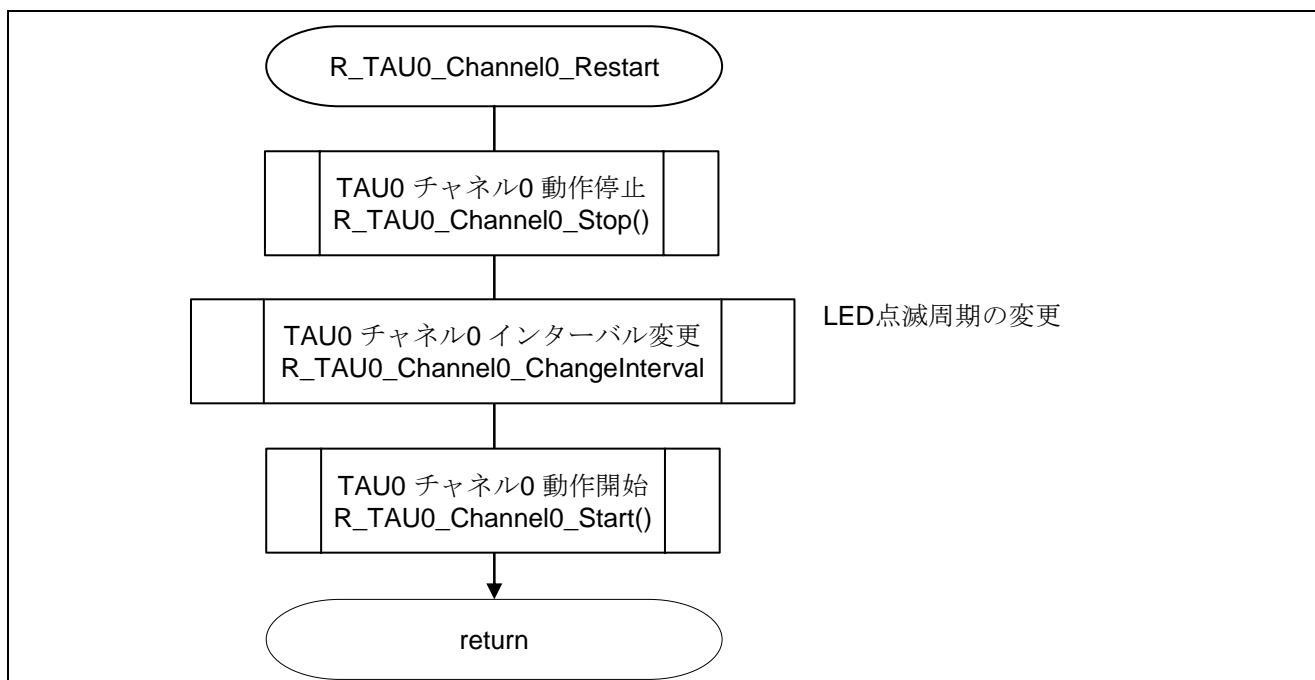 R_TAU0_Channel0_Restart
TAU0 チャネル0 動作停止
R_TAU0_Channel0_Stop()
TAU0 チャネル0 インターバル変更
R_TAU0_Channel0_ChangeInterval
LED点滅周期の変更
TAU0 チャネル0 動作開始
R_TAU0_Channel0_Start()
return